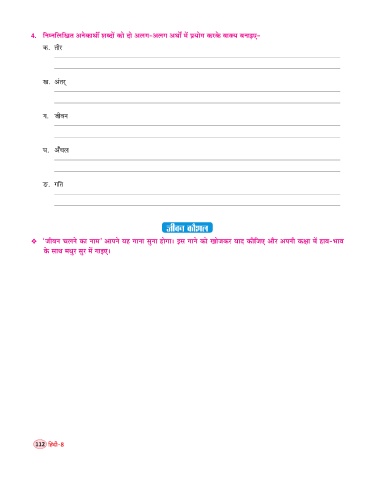 4. निम्नलिखित अनेकार्थी शब्दों को दो अलग-अलग अर्थों में प्रयोग करके वाक्य बनाइए-
क. तीर
ख. अंतर्
ग. जीवन
घ. आँचल
ङ. गति
जीवन कौशल
❖ 'जीवन चलने का नाम' आपने यह गाना सुना होगा। इस गाने को खोजकर याद कीजिए और अपनी कक्षा में हाव-भाव
के साथ मधुर सुर में गाइए।
112 हिन्दी-8